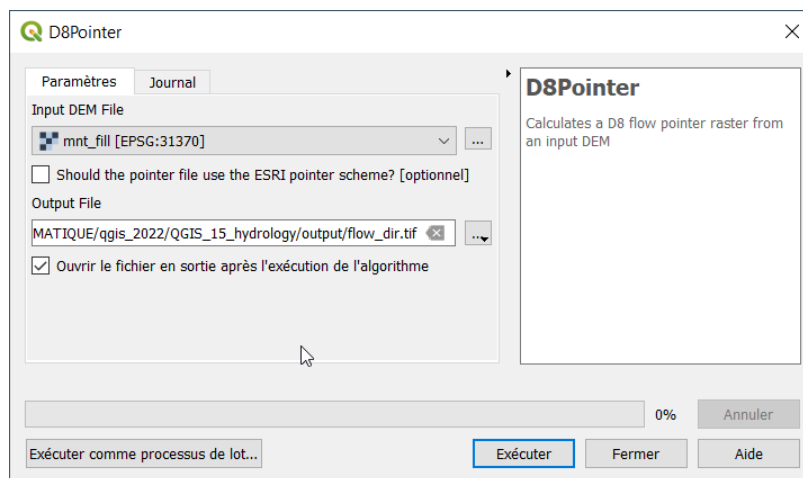 D8Pointer
Paramètres
Journal
Input DEM File
mnt_fill [EPSG:31370]
...
Should the pointer file use the ESRI pointer scheme? [optionnel]
Output File
MATIQUE/qgis_2022/QGIS_15_hydrology/output/flow_dir.tif
...
Ouvrir le fichier en sortie après l'exécution de l'algorithme
D8Pointer
Calculates a D8 flow pointer raster from
an input DEM
0%
Annuler
Exécuter comme processus de lot...
Exécuter
Fermer
Aide